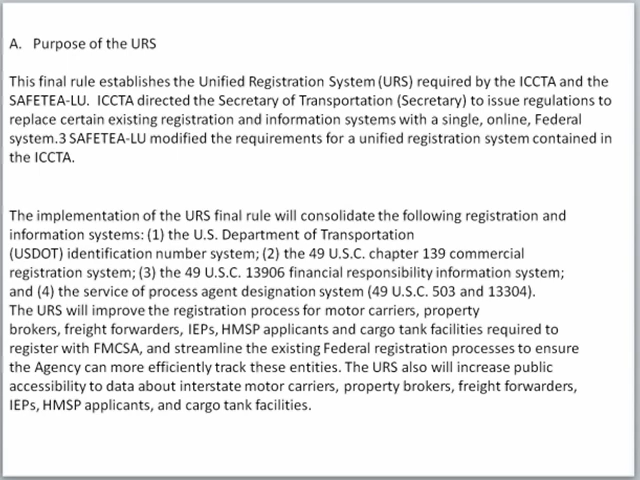 A. Purpose of the URS
This final rule establishes the Unified Registration System (URS) required by the ICCTA and the
SAFETEA-LU. ICCTA directed the Secretary of Transportation (Secretary) to issue regulations to
replace certain existing registration and information systems with a single, online, Federal
system.3 SAFETEA-LU modified the requirements for a unified registration system contained in
the ICCTA.
The implementation of the URS final rule will consolidate the following registration and
information systems: (1) the U.S. Department of Transportation
(USDOT) identification number system; (2) the 49 U.S.C. chapter 139 commercial
registration system; (3) the 49 U.S.C. 13906 financial responsibility information system;
and (4) the service of process agent designation system (49 U.S.C. 503 and 13304).
The URS will improve the registration process for motor carriers, property
brokers, freight forwarders, IEPs, HMSP applicants and cargo tank facilities required to
register with FMCSA, and streamline the existing Federal registration processes to ensure
the Agency can more efficiently track these entities. The URS also will increase public
accessibility to data about interstate motor carriers, property brokers, freight forwarders,
IEPs, HMSP applicants, and cargo tank facilities.